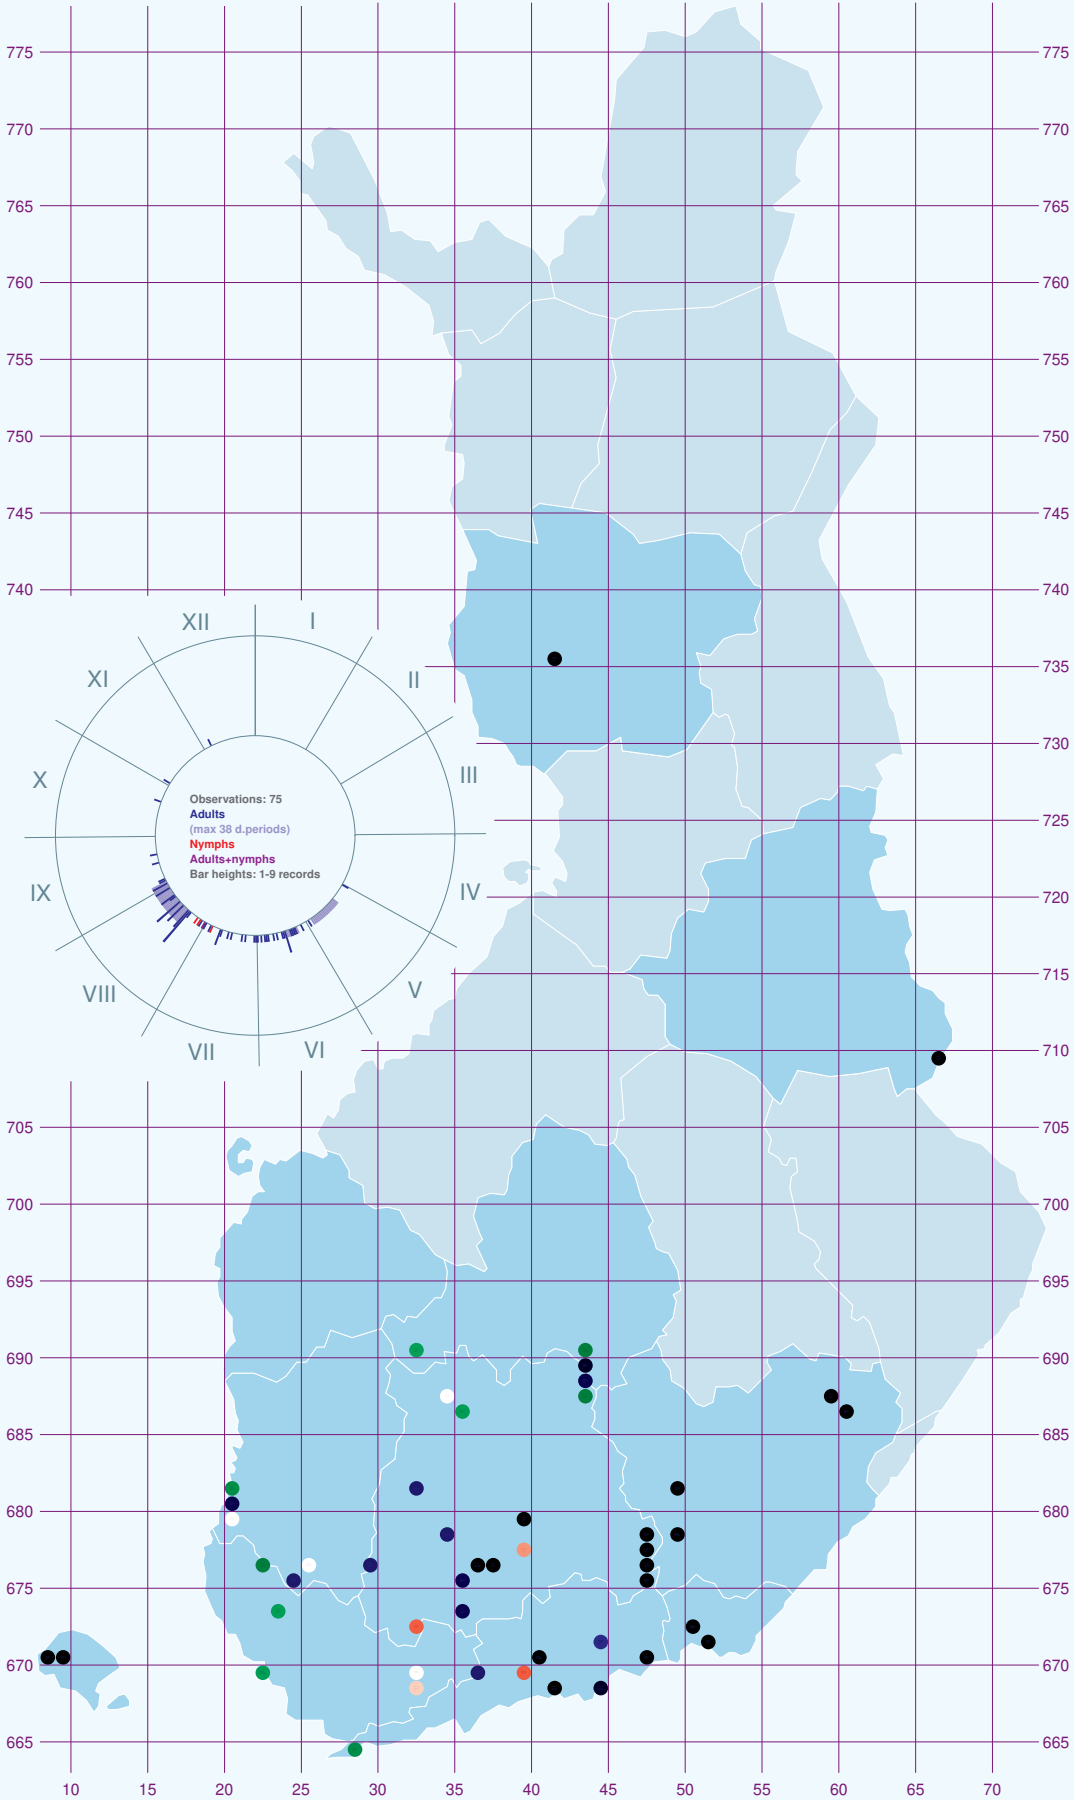 775 775
770 770
765 765
760 760
755 755
750 750
745 745
740 740
XII I
XI II
735
730
X III
Observations: 75
Adults
(max 38 d.periods)
Nymphs
Adults+nymphs
Bar heights: 1-9 records
725
IX IV
720
715
VIII V
VII VI
710
705 705
700 700
695 695
690 690
685 685
680 680
675 675
670 670
665 665
10 15 20 25 30 35 40 45 50 55 60 65 70